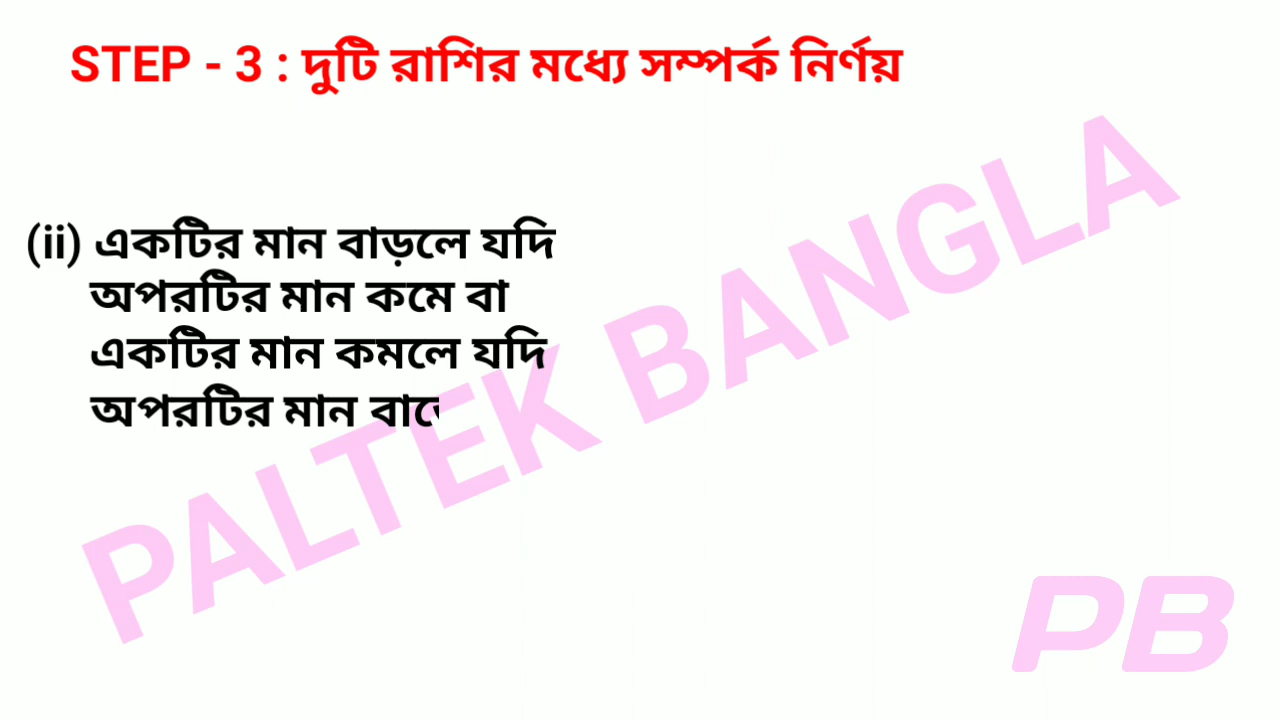 STEP - 3 : দুটি রাশির মধ্যে সম্পর্ক নির্ণয়
(ii) একটির মান বাড়লে যদি
অপরটির মান কমে বা
একটির মান কমলে যদি
অপরটির মান
PALTEK BANGLA
PB